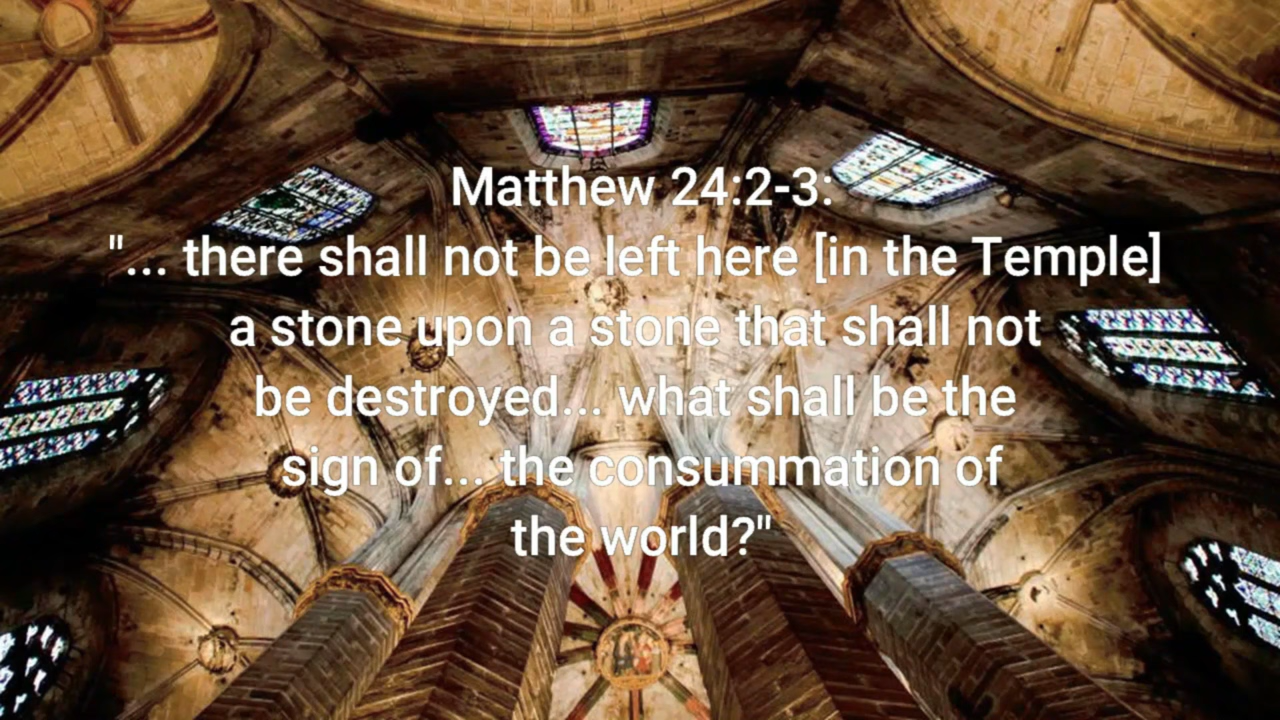 Matthew 24:2-3:
"... there shall not be left here [in the Temple]
a stone upon a stone that shall not
be destroyed... what shall be the
sign of... the consummation of
the world?"